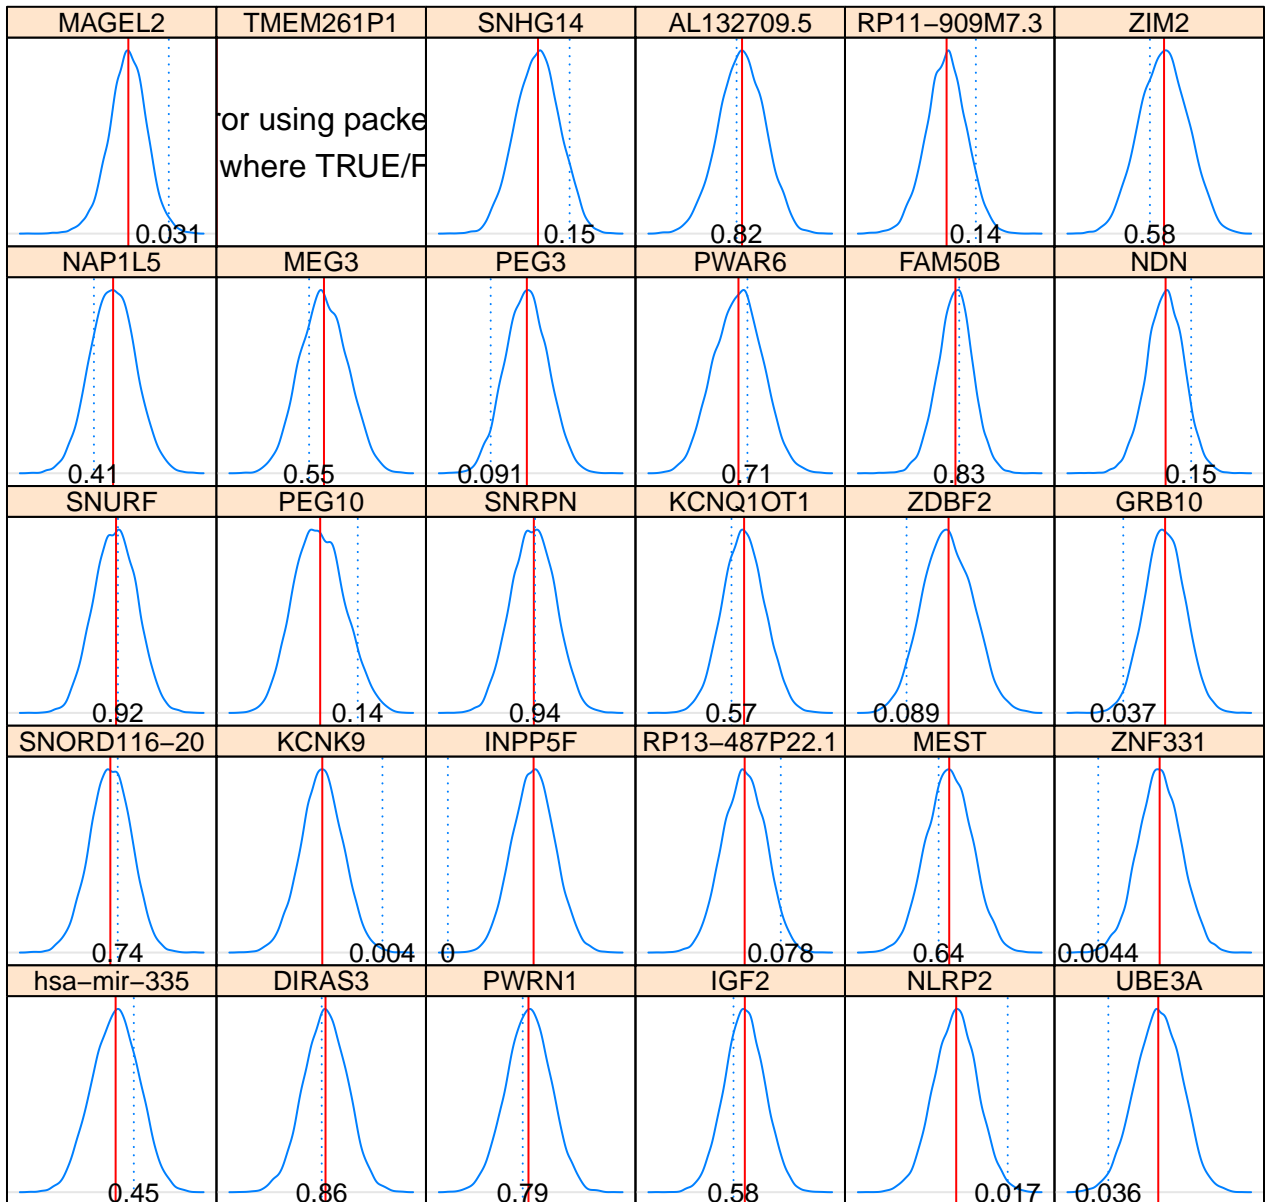 MAGEL2 TMEM261P1 SNHG14 AL132709.5 RP11−909M7.3 ZIM2
using packe
where
0.031 0.15 0.82 0.14 0.58
NAP1L5 MEG3 PEG3 PWAR6 FAM50B NDN
0.41 0.55 0.091 0.71 0.83 0.15
SNURF PEG10 SNRPN KCNQ1OT1 ZDBF2 GRB10
0.92 0.14 0.94 0.57 0.089 0.037
SNORD116−20 KCNK9 INPP5F RP13−487P22.1 MEST ZNF331
0.74 0.004 0 0.078 0.64 0.0044
hsa−mir−335 DIRAS3 PWRN1 IGF2 NLRP2 UBE3A
0.45 0.86 0.79 0.58 0.017 0.036